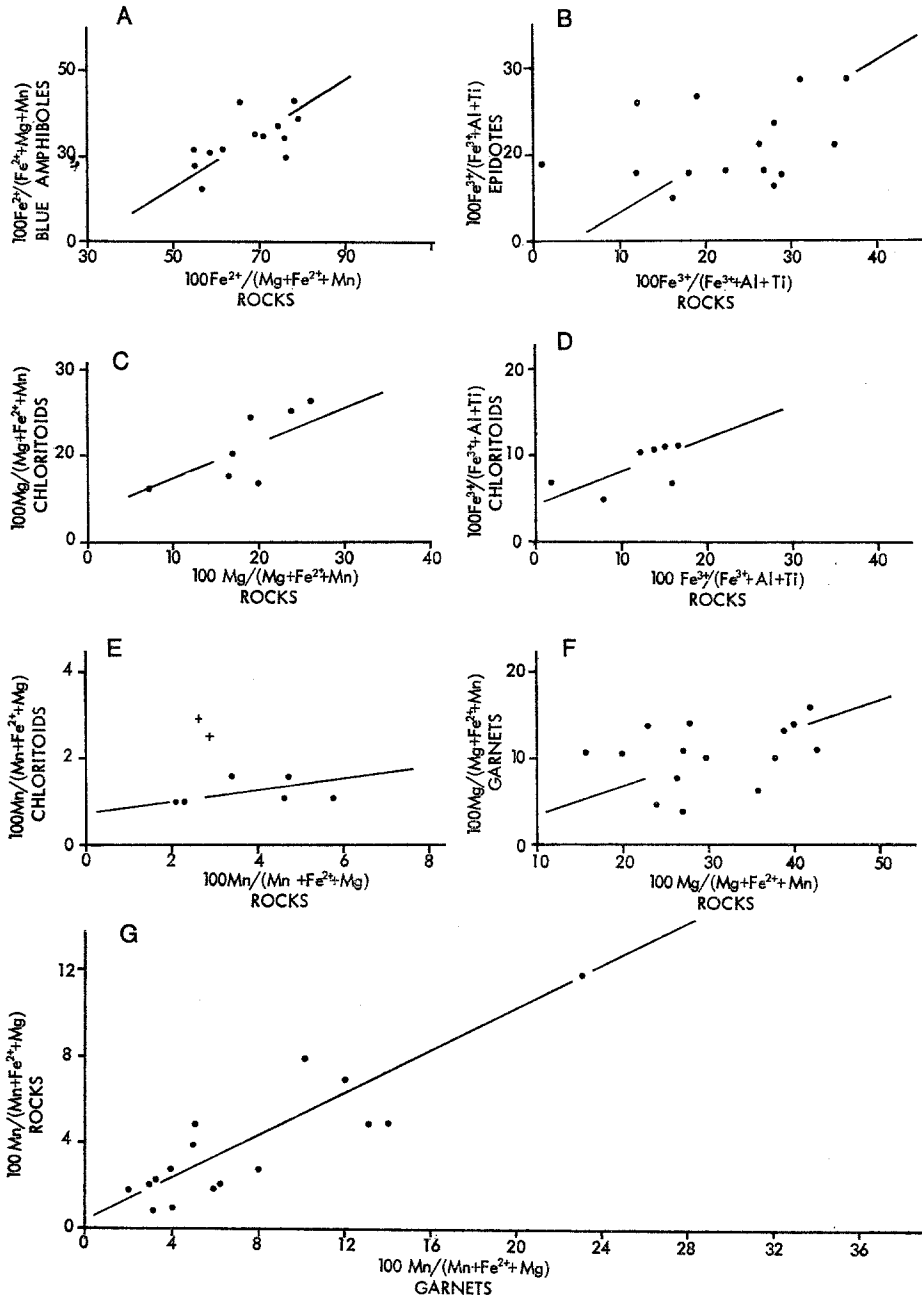 A
50
30
0
100Fe²⁺/(Fe²⁺+Mg+Mn)
BLUE AMPHIBOLES
30
50
70
90
100Fe²⁺/(Mg+Fe²⁺+Mn)
ROCKS
B
30
20
0
100Fe³⁺/(Fe³⁺+Al+Ti)
EPIDOTES
0
10
20
30
40
100Fe³⁺/(Fe³⁺+Al+Ti)
ROCKS
C
30
20
0
100Mg/(Mg+Fe²⁺+Mn)
CHLORITOIDS
0
10
20
30
40
100 Mg/(Mg+Fe²⁺+Mn)
ROCKS
D
20
10
0
100Fe³⁺/(Fe³⁺+Al+Ti)
CHLORITOIDS
0
10
20
30
40
100 Fe³⁺/(Fe³⁺+Al+Ti)
ROCKS
E
4
2
0
100Mn/(Mn+Fe²⁺+Mg)
CHLORITOIDS
0
2
4
6
8
100Mn/(Mn +Fe²⁺+Mg)
ROCKS
F
20
10
0
100Mg/(Mg+Fe²⁺+Mn)
GARNETS
10
20
30
40
50
100 Mg/(Mg+Fe²⁺+Mn)
ROCKS
G
12
8
4
0
100 Mn/(Mn+Fe²⁺+Mg)
ROCKS
0
4
8
12
16
20
24
28
32
36
100 Mn/(Mn+Fe²⁺+Mg)
GARNETS